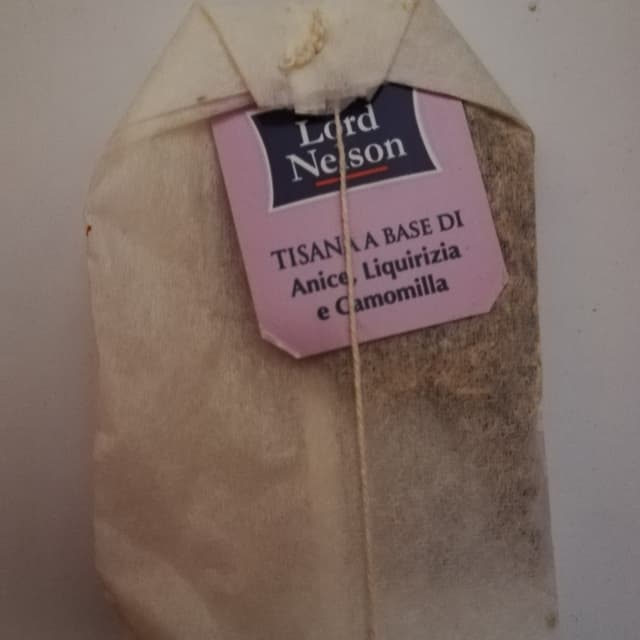 Lord
Nelson
TISANA A BASE DI
Anice, Liquirizia
e Camomilla